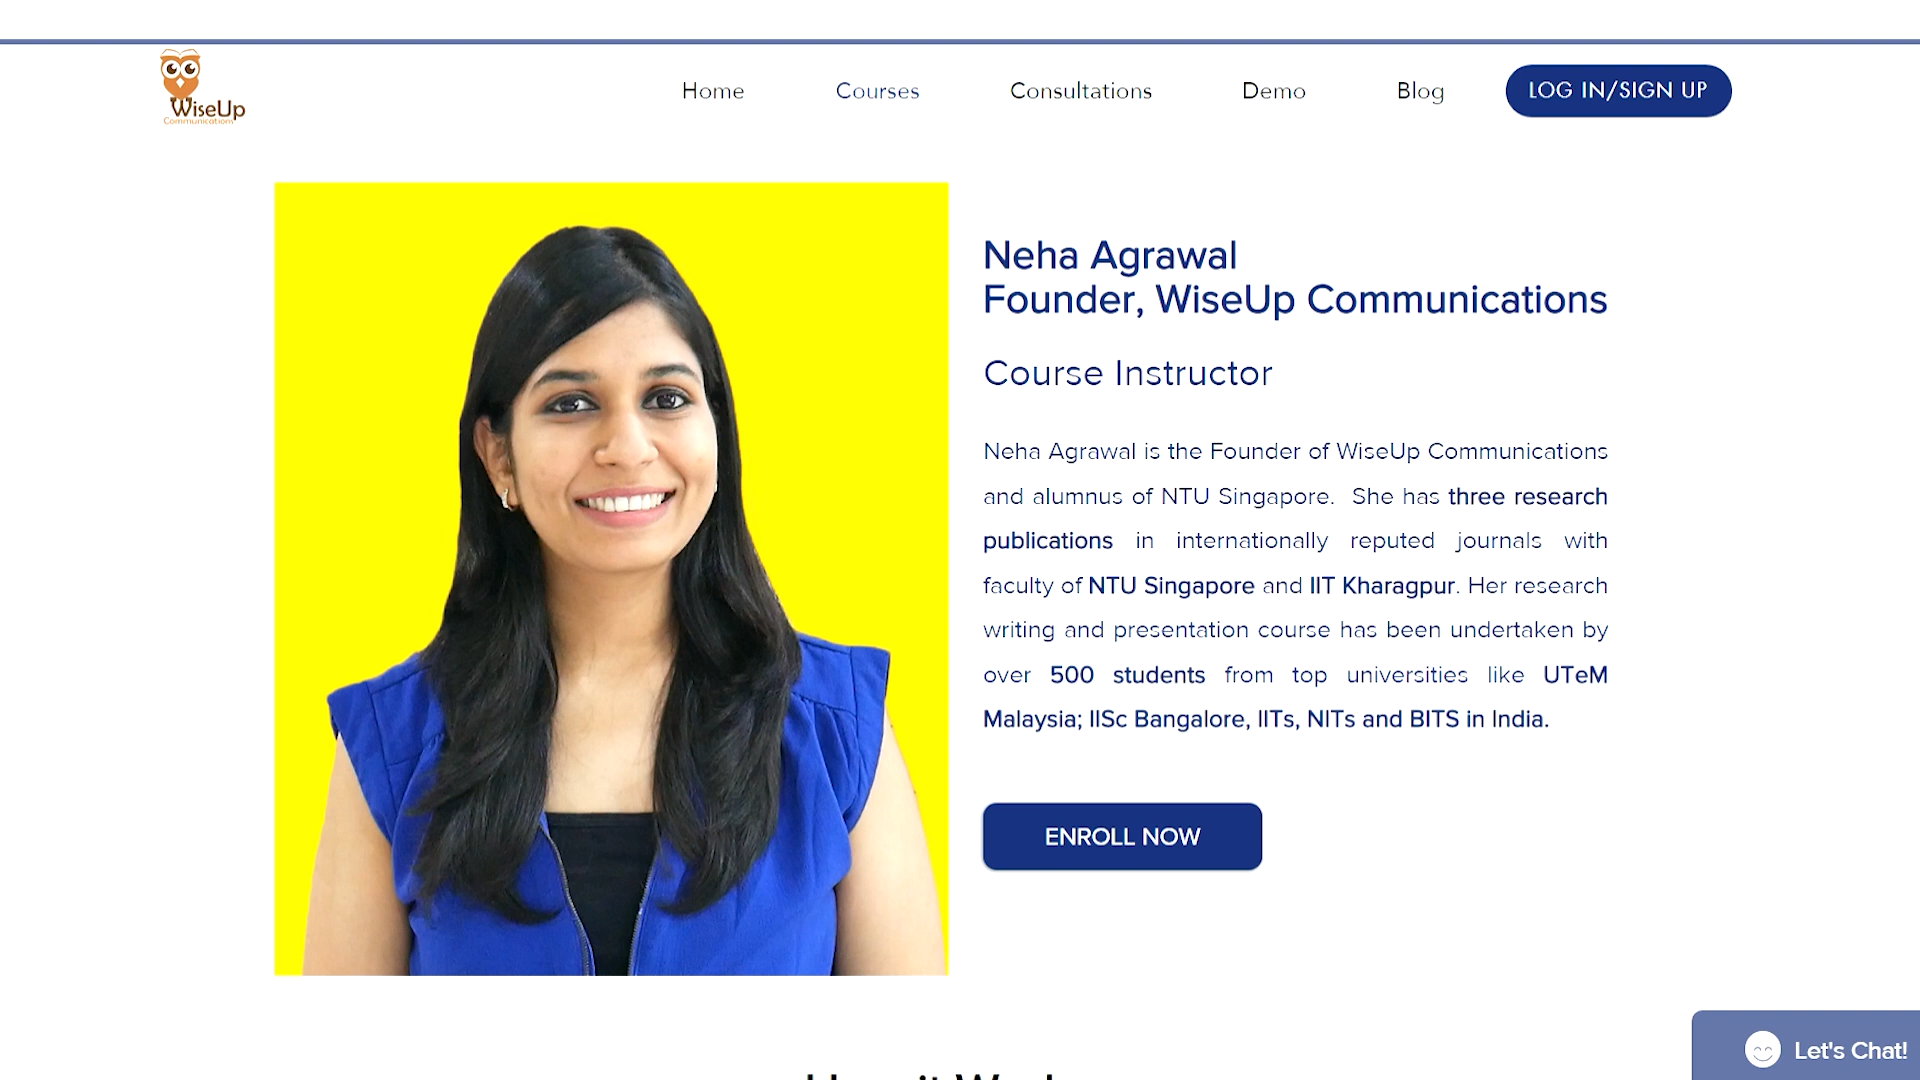 WiseUp
Communications
Home
Courses
Consultations
Demo
Blog
LOG IN/SIGN UP
Neha Agrawal
Founder, WiseUp Communications
Course Instructor
Neha Agrawal is the Founder of WiseUp Communications
and alumnus of NTU Singapore. She has three research
publications in internationally reputed journals with
faculty of NTU Singapore and IIT Kharagpur. Her research
writing and presentation course has been undertaken by
over 500 students from top universities like UTeM
Malaysia; IISc Bangalore, IITs, NITs and BITS in India.
ENROLL NOW
Let's Chat!